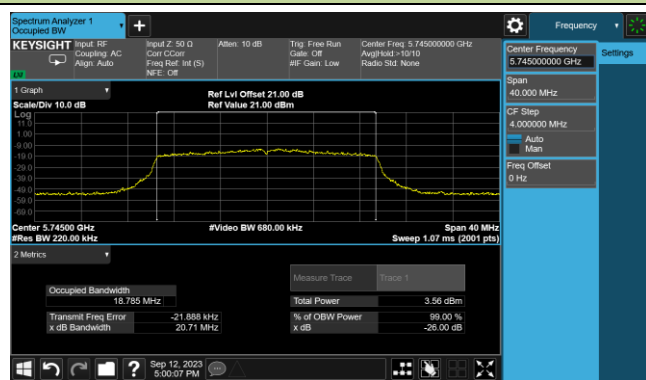 Spectrum Analyzer 1
Occupied BW
+
Frequency
KEYSIGHT
Input: RF
Coupling: AC
Align: Auto
Input Z: 50 Ω
Corr CCorr
Freq Ref: Int (S)
NFE: Off
Atten: 10 dB
Trig: Free Run
Gate: Off
#IF Gain: Low
Center Freq: 5.745000000 GHz
Avg|Hold:>10/10
Radio Std: None
Center Frequency
5.745000000 GHz
Settings
Span
40.000 MHz
CF Step
4.000000 MHz
Auto
Man
Freq Offset
0 Hz
1 Graph
Scale/Div 10.0 dB
Ref Lvl Offset 21.00 dB
Ref Value 21.00 dBm
Log
11.0
1.00
-9.00
-19.0
-29.0
-39.0
-49.0
-59.0
-69.0
Center 5.74500 GHz
#Res BW 220.00 kHz
#Video BW 680.00 kHz
Span 40 MHz
Sweep 1.07 ms (2001 pts)
2 Metrics
Measure Trace
Trace 1
Occupied Bandwidth
18.785 MHz
Total Power
3.56 dBm
Transmit Freq Error
-21.888 kHz
% of OBW Power
99.00 %
x dB Bandwidth
20.71 MHz
x dB
-26.00 dB
?
Sep 12, 2023
5:00:07 PM